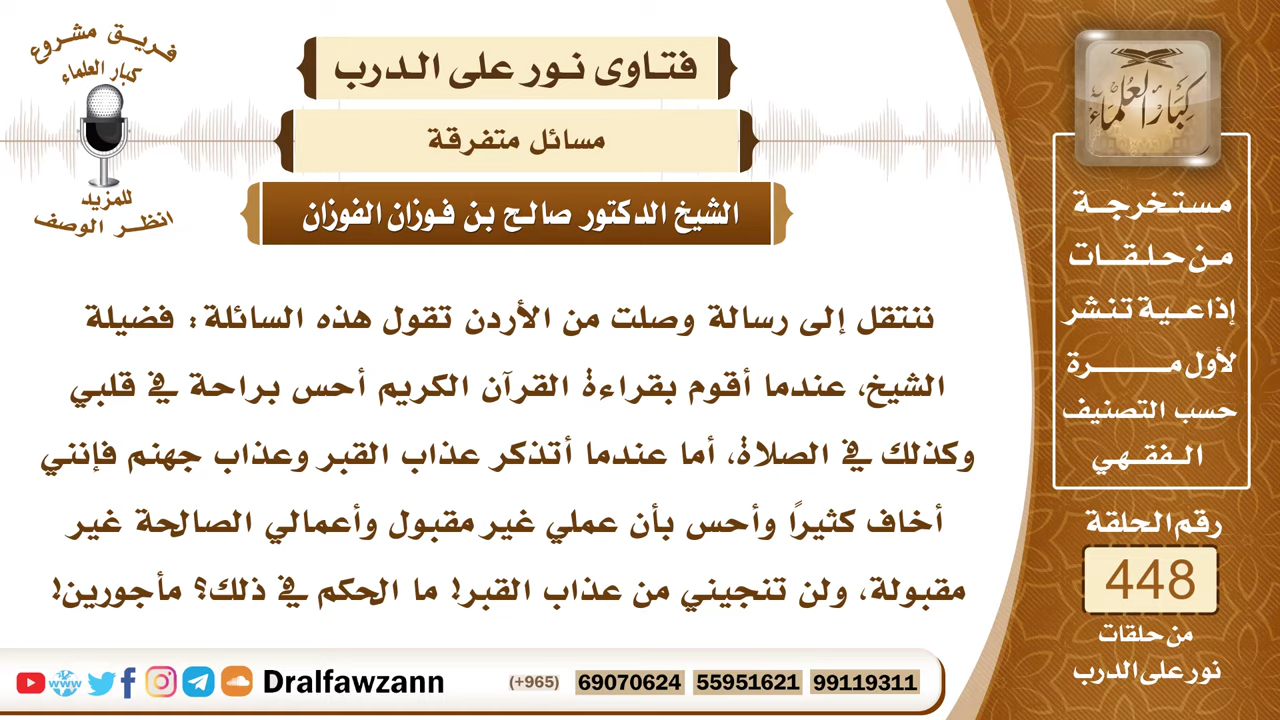 فريق مشروع
كبار العلماء
للمزيد
انظر الوصف
فتاوى نور على الدرب
مسائل متفرقة
الشيخ الدكتور صالح بن فوزان الفوزان
ننتقل إلى رسالة وصلت من الأردن تقول هذه السائلة: فضيلة
الشيخ، عندما أقوم بقراءة القرآن الكريم أحس براحة في قلبي
وكذلك في الصلاة، أما عندما أتذكر عذاب القبر وعذاب جهنم فإنني
أخاف كثيرًا وأحس بأن عملي غير مقبول وأعمالي الصالحة غير
مقبولة، ولن تنجيني من عذاب القبر! ما الحكم في ذلك؟ مأجورين!
كبار العلماء
مستخرجة
من حلقات
إذاعية تنشر
لأول مرة
حسب التصنيف
الفقهي
رقم الحلقة
448
من حلقات
نور على الدرب
www Dralfawzann (+965) 69070624 55951621 99119311